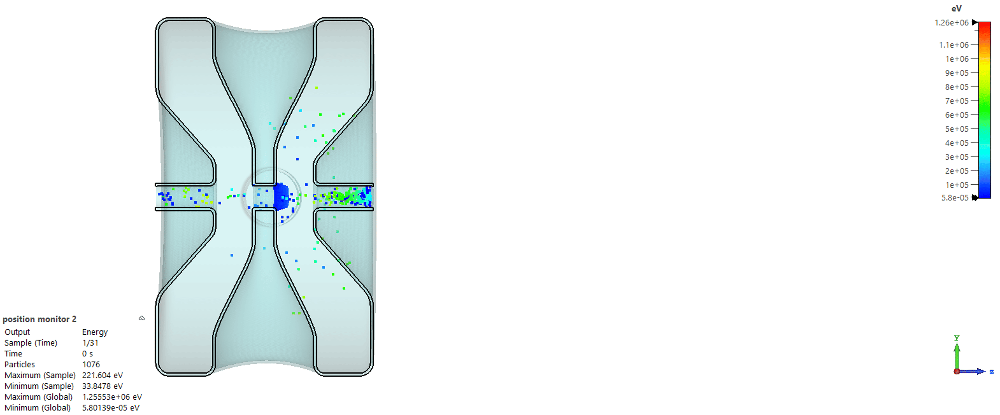 eV
1.26e+06
1.1e+06
1e+06
9e+05
8e+05
7e+05
6e+05
5e+05
4e+05
3e+05
2e+05
1e+05
5.8e-05
position monitor 2
Output Energy
Sample (Time) 1/31
Time 0 s
Particles 1076
Maximum (Sample) 221.604 eV
Minimum (Sample) 33.8478 eV
Maximum (Global) 1.25553e+06 eV
Minimum (Global) 5.80139e-05 eV
y
z